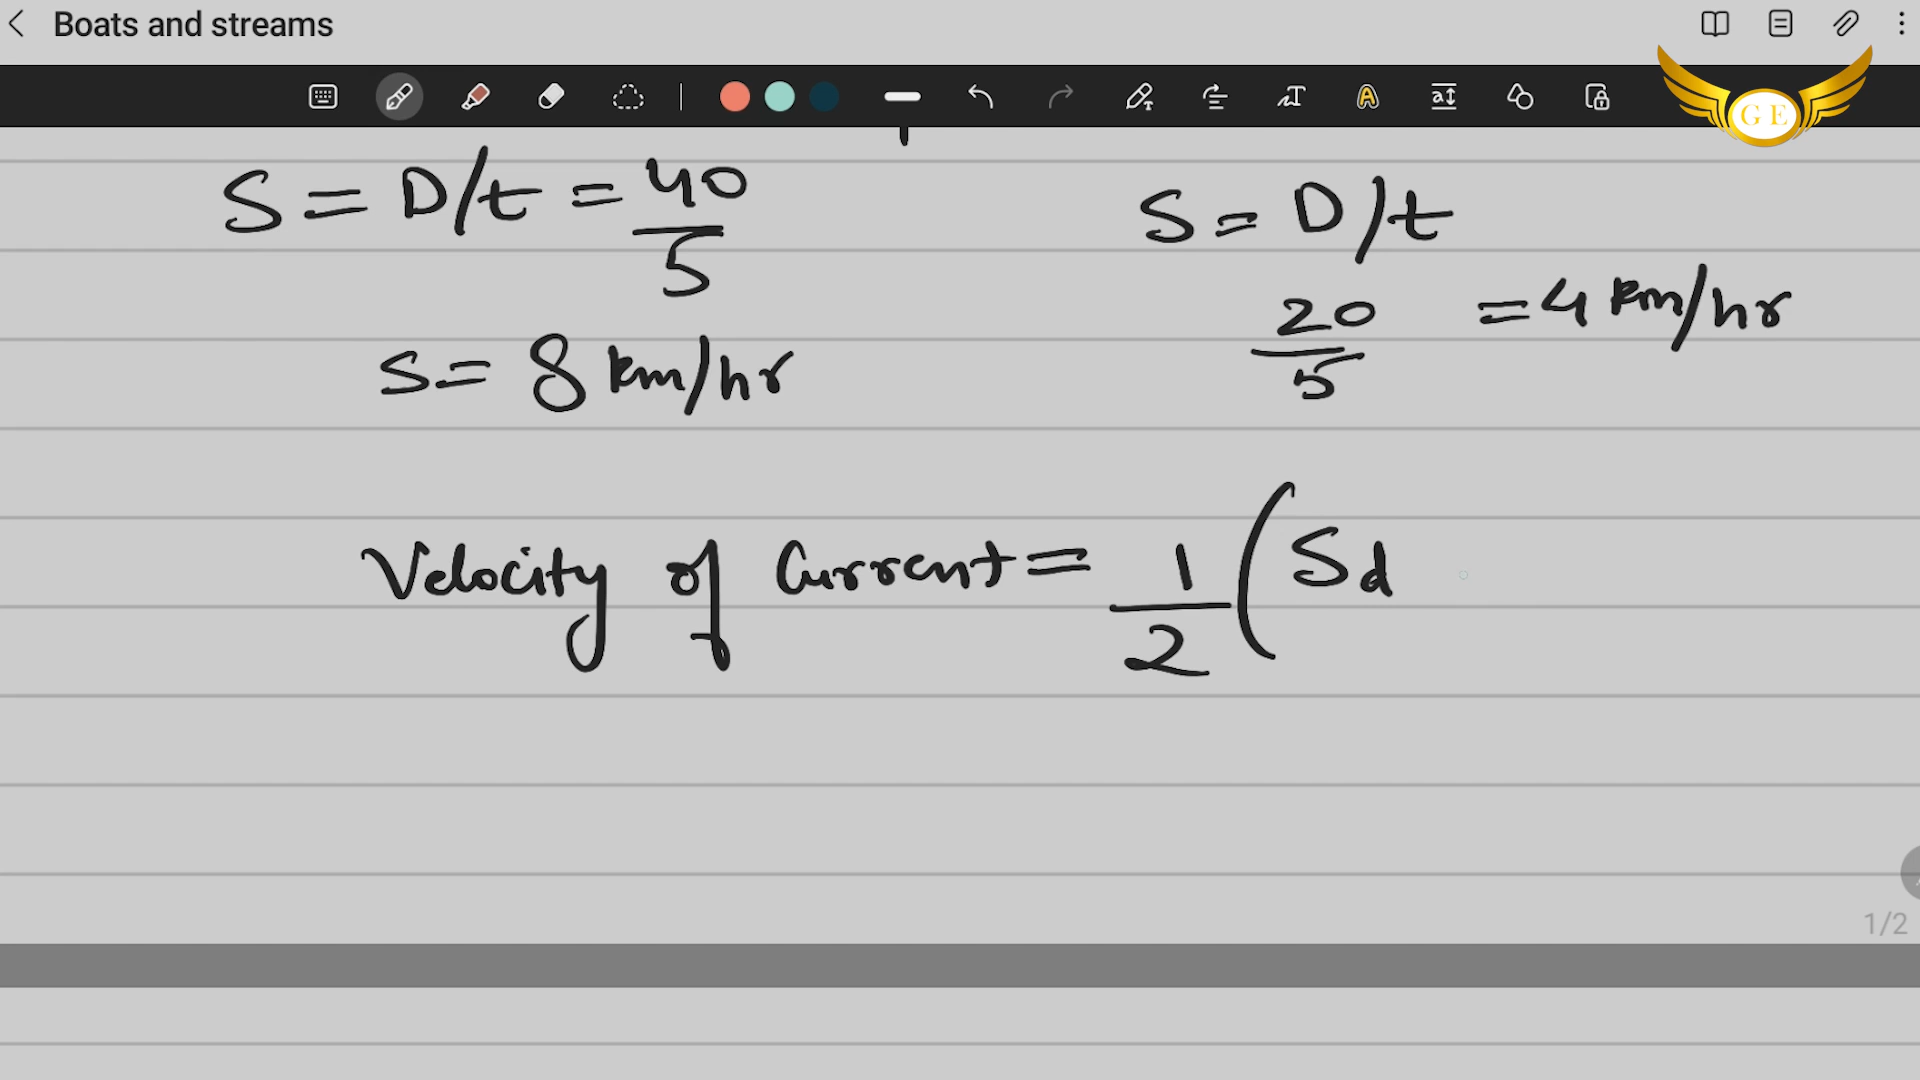 Boats and streams
G E
S = D/t = 40/5
S = 8 km/hr
S = D/t
20/5 = 4 km/hr
Velocity of Current = 1/2 (Sd
1/2